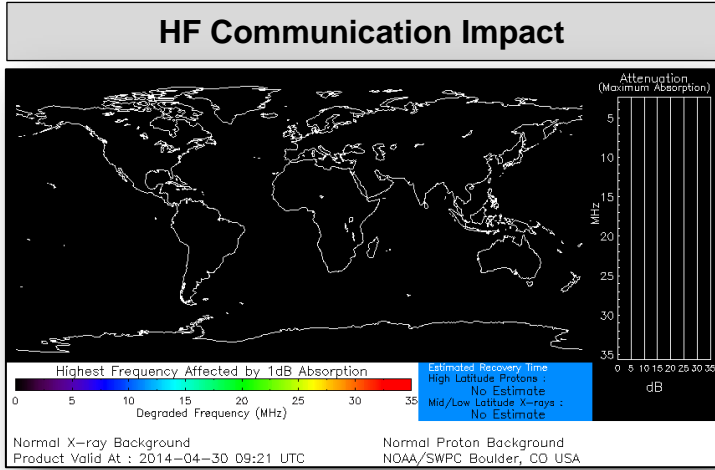 HF Communication Impact
Attenuation
(Maximum Absorption)
5
10
15
20
25
30
35
MHz
0 5 10 15 20 25 30 35
dB
Highest Frequency Affected by 1dB Absorption
0 5 10 15 20 25 30 35
Degraded Frequency (MHz)
Estimated Recovery Time
High Latitude Protons :
No Estimate
Mid/Low Latitude X-rays :
No Estimate
Normal X-ray Background
Product Valid At : 2014-04-30 09:21 UTC
Normal Proton Background
NOAA/SWPC Boulder, CO USA